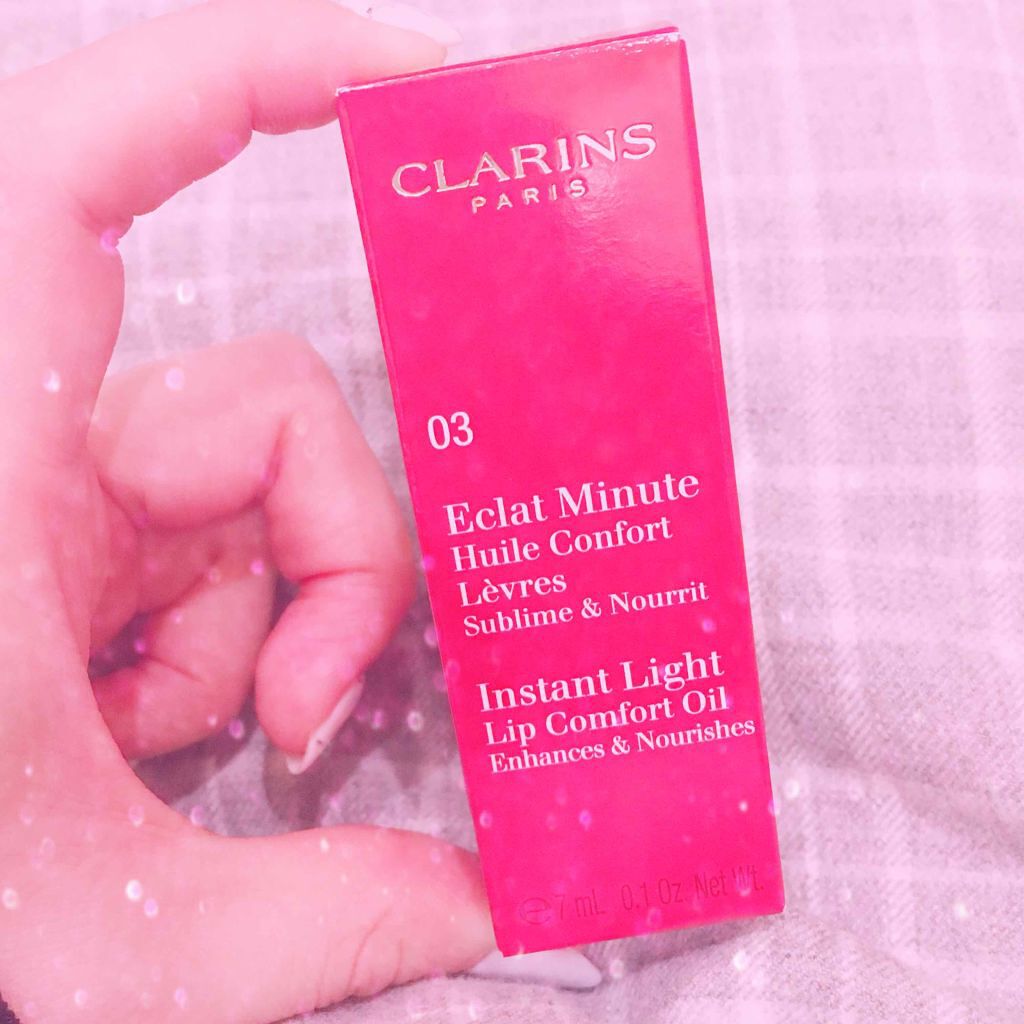 CLARINS
PARIS
03
Eclat Minute
Huile Confort
Lèvres
Sublime & Nourrit
Instant Light
Lip Comfort Oil
Enhances & Nourishes
℮ 7 mL 0.1 Oz. Net Wt.